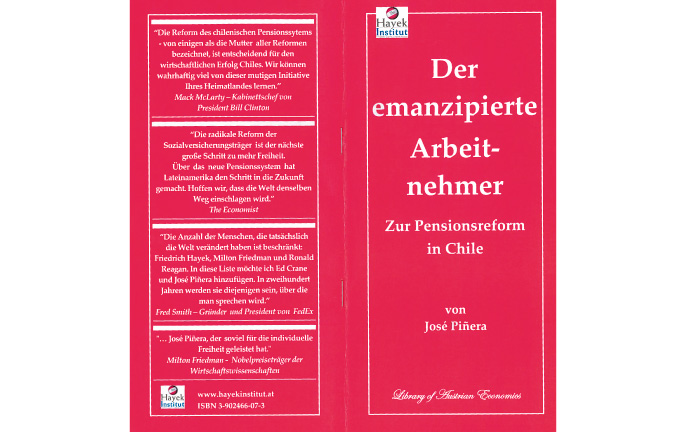 “Die Reform des chilenischen Pensionssytems
- von einigen als die Mutter aller Reformen
bezeichnet, ist entscheidend für den
wirtschaftlichen Erfolg Chiles. Wir können
wahrhaftig viel von dieser mutigen Initiative
Ihres Heimatlandes lernen.”
Mack McLarty – Kabinettschef von
President Bill Clinton
“Die radikale Reform der
Sozialversicherungsträger ist der nächste
große Schritt zu mehr Freiheit.
Über das neue Pensionssystem hat
Lateinamerika den Schritt in die Zukunft
gemacht. Hoffen wir, dass die Welt denselben
Weg einschlagen wird.”
The Economist
“Die Anzahl der Menschen, die tatsächlich
die Welt verändert haben ist beschränkt:
Friedrich Hayek, Milton Friedman und Ronald
Reagan. In diese Liste möchte ich Ed Crane
und José Piñera hinzufügen. In zweihundert
Jahren werden sie diejenigen sein, über die
man sprechen wird.”
Fred Smith – Gründer und President von FedEx
"... José Piñera, der soviel für die individuelle
Freiheit geleistet hat."
Milton Friedman - Nobelpreiseträger der
Wirtschaftswissenschaften
Hayek
Institut
www.hayekinstitut.at
ISBN 3-902466-07-3
Hayek
Institut
Der
emanzipierte
Arbeit-
nehmer
Zur Pensionsreform
in Chile
von
José Piñera
Library of Austrian Economics